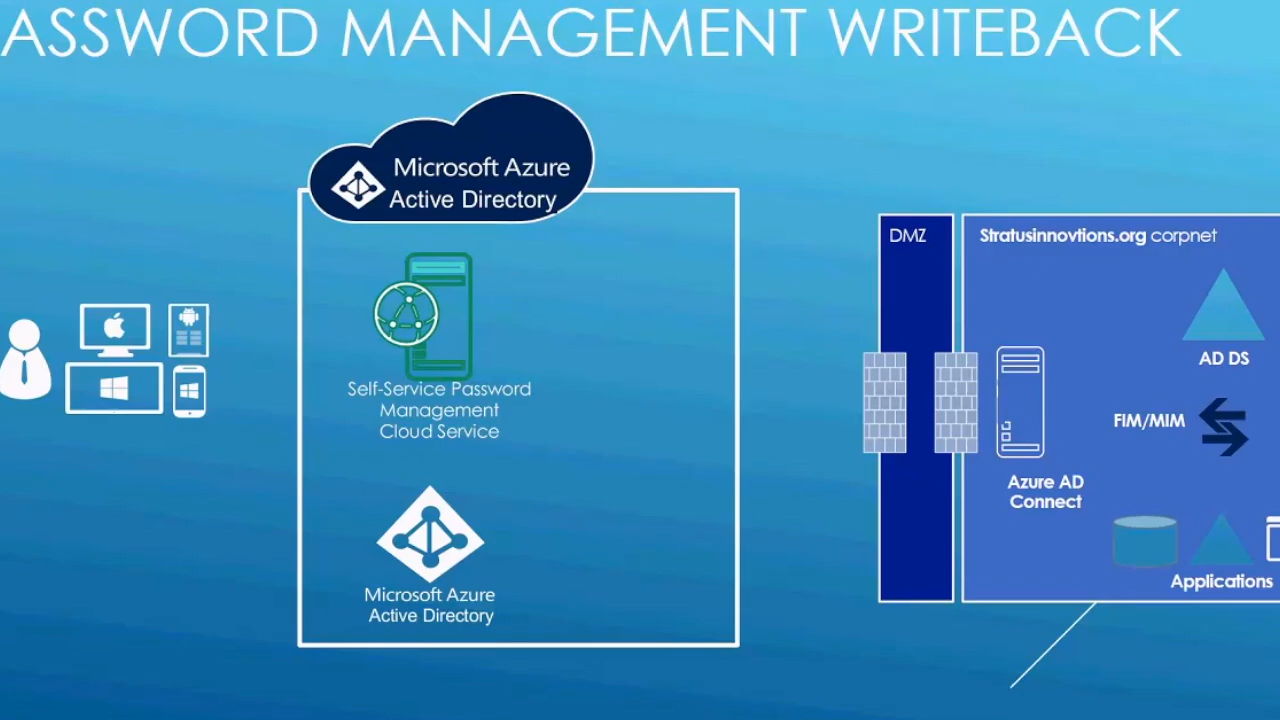 ASSWORD MANAGEMENT WRITEBACK
Microsoft Azure
Active Directory
Self-Service Password
Management
Cloud Service
Microsoft Azure
Active Directory
DMZ
Stratusinnovtions.org corpnet
AD DS
FIM/MIM
Azure AD
Connect
Applications